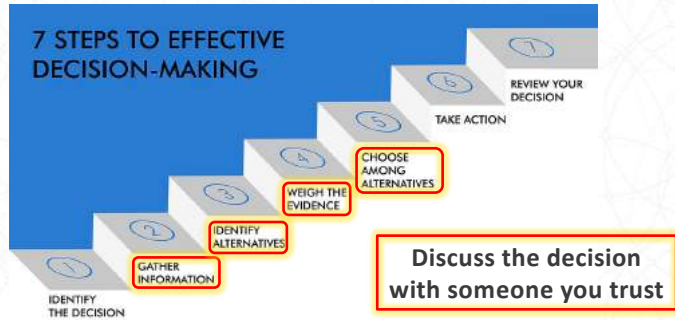 7 STEPS TO EFFECTIVE
DECISION-MAKING
1
IDENTIFY
THE DECISION
2
GATHER
INFORMATION
3
IDENTIFY
ALTERNATIVES
4
WEIGH THE
EVIDENCE
5
CHOOSE
AMONG
ALTERNATIVES
6
TAKE ACTION
7
REVIEW YOUR
DECISION
Discuss the decision
with someone you trust